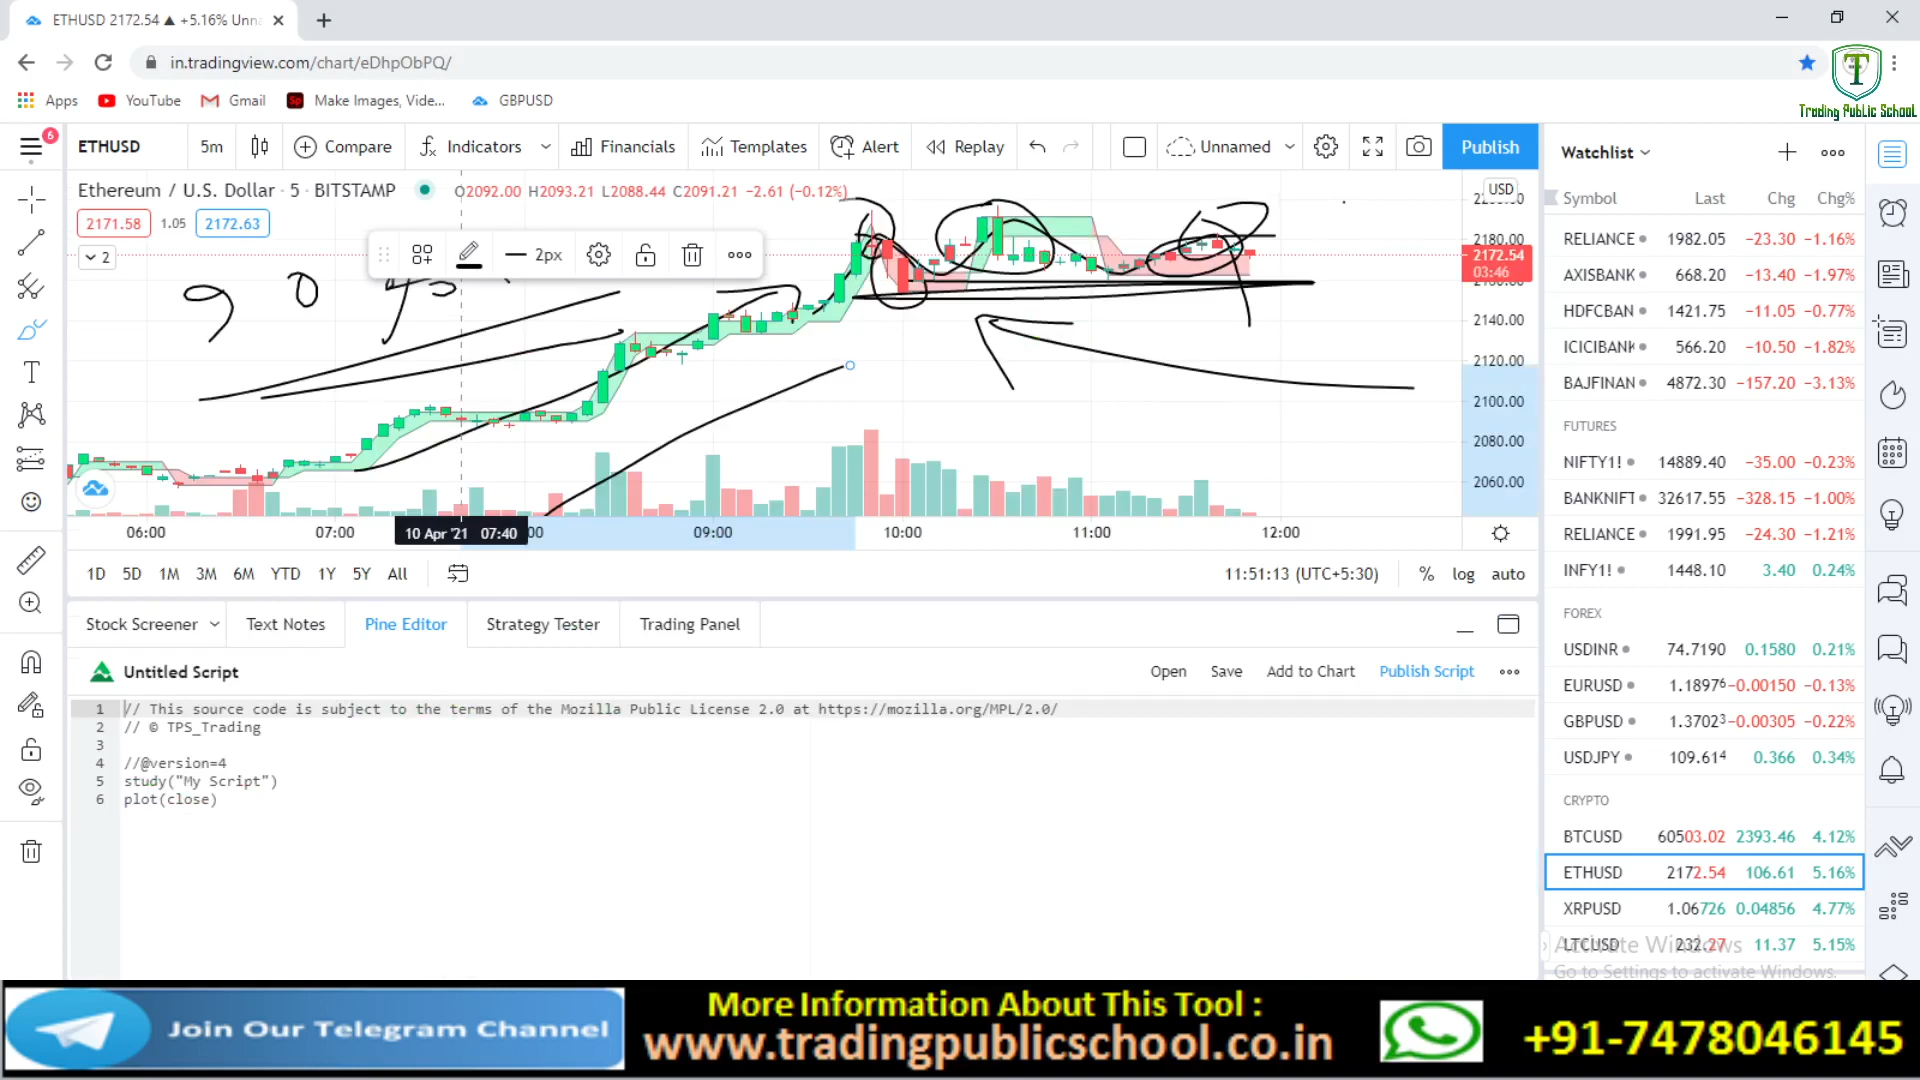 ETHUSD 2172.54 ▲ +5.16% Unna
in.tradingview.com/chart/eDhpObPQ/
Apps YouTube Gmail Make Images, Vide... GBPUSD
T
Trading Public School
6
ETHUSD 5m Compare Indicators Financials Templates Alert Replay Unnamed Publish
Ethereum / U.S. Dollar · 5 · BITSTAMP O2092.00 H2093.21 L2088.44 C2091.21 −2.61 (−0.12%)
2171.58 1.05 2172.63
2
2px
USD
2180.00
2172.54
03:46
2140.00
2120.00
2100.00
2080.00
2060.00
06:00 07:00 10 Apr '21 07:40 00 09:00 10:00 11:00 12:00
1D 5D 1M 3M 6M YTD 1Y 5Y All 11:51:13 (UTC+5:30) % log auto
Stock Screener Text Notes Pine Editor Strategy Tester Trading Panel
Untitled Script Open Save Add to Chart Publish Script
1 // This source code is subject to the terms of the Mozilla Public License 2.0 at https://mozilla.org/MPL/2.0/
2 // © TPS_Trading
3
4 //@version=4
5 study("My Script")
6 plot(close)
Watchlist
Symbol Last Chg Chg%
RELIANCE 1982.05 −23.30 −1.16%
AXISBANK 668.20 −13.40 −1.97%
HDFCBAN 1421.75 −11.05 −0.77%
ICICIBANK 566.20 −10.50 −1.82%
BAJFINAN 4872.30 −157.20 −3.13%
FUTURES
NIFTY1! 14889.40 −35.00 −0.23%
BANKNIFT 32617.55 −328.15 −1.00%
RELIANCE 1991.95 −24.30 −1.21%
INFY1! 1448.10 3.40 0.24%
FOREX
USDINR 74.7190 0.1580 0.21%
EURUSD 1.18976 −0.00150 −0.13%
GBPUSD 1.37023 −0.00305 −0.22%
USDJPY 109.614 0.366 0.34%
CRYPTO
BTCUSD 60503.02 2393.46 4.12%
ETHUSD 2172.54 106.61 5.16%
XRPUSD 1.06726 0.04856 4.77%
LTCUSD 232.27 11.37 5.15%
Activate Windows
Go to Settings to activate Windows.
Join Our Telegram Channel
More Information About This Tool :
www.tradingpublicschool.co.in
+91-7478046145